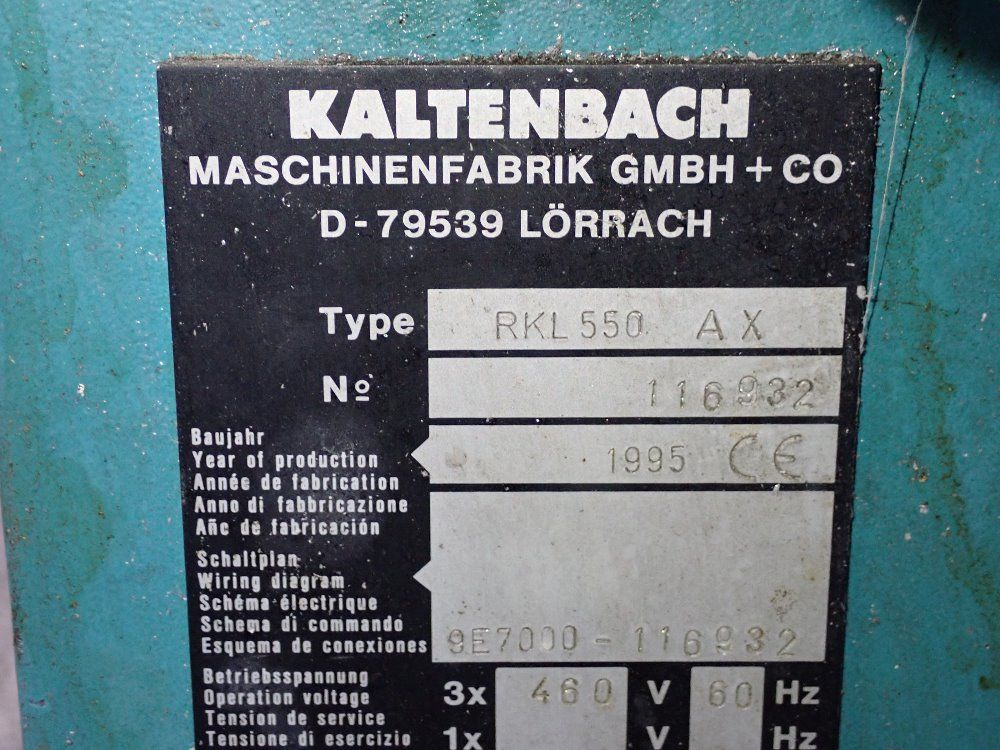 KALTENBACH
MASCHINENFABRIK GMBH + CO
D-79539 LÖRRACH
Type RKL 550 AX
Nº 116932
Baujahr
Year of production 1995 CE
Année de fabrication
Anno di fabbricazione
Año de fabricación
Schaltplan
Wiring diagram
Schéma électrique
Schema di commando
Esquema de conexiones 9E7000-116932
Betriebsspannung
Operation voltage 3x 460 V 60 Hz
Tension de service
Tensione di esercizio 1x V Hz